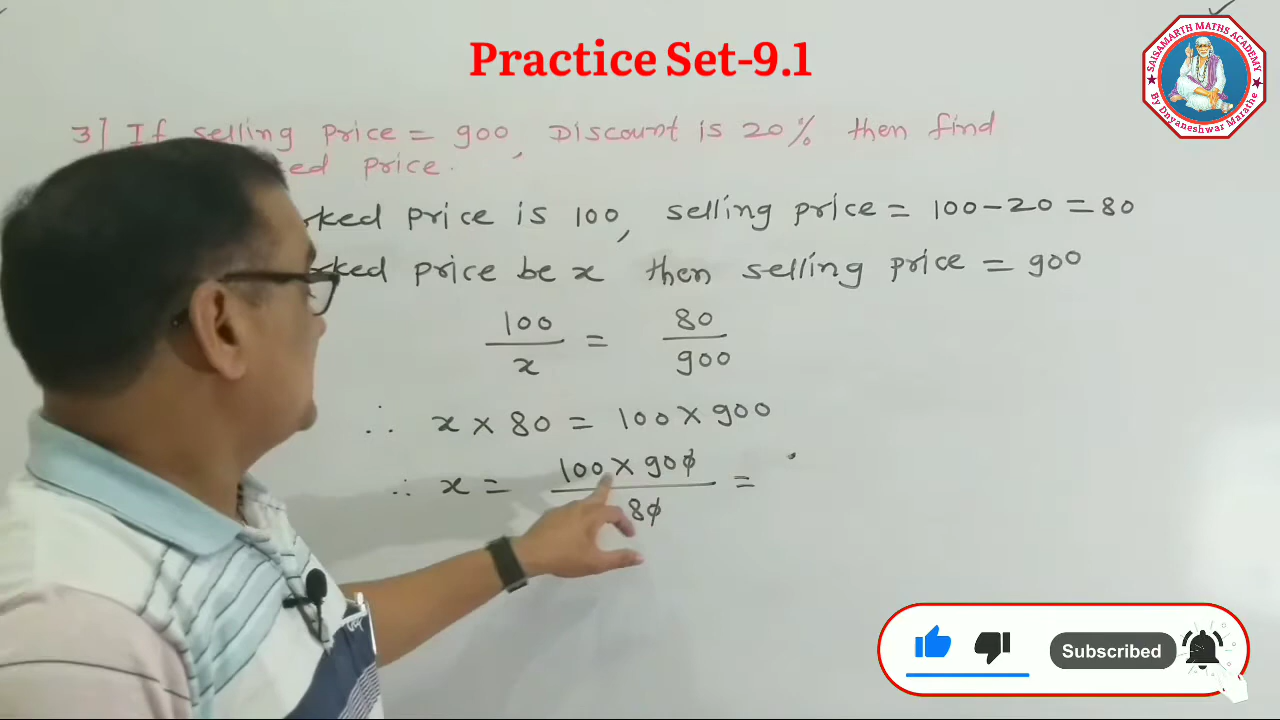 Practice Set-9.1
SAISAMARTH MATHS ACADEMY
By Dnyaneshwar Marathe
3] If selling price = 900, Discount is 20% then find
price.
price is 100, selling price = 100-20 = 80
price be x then selling price = 900
100/x = 80/900
∴ x × 80 = 100 × 900
∴ x = 100 × 900/80 =
Subscribed